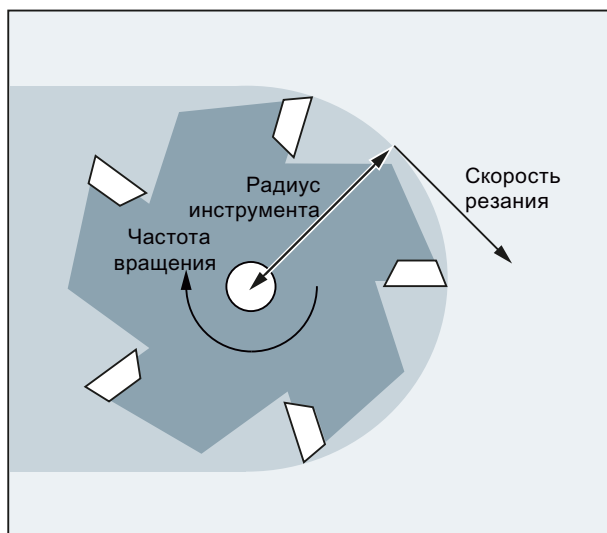 Радиус
инструмента
Скорость
резания
Частота
вращения